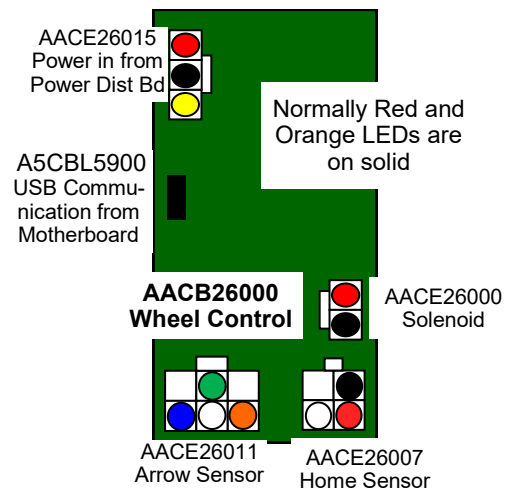 AACE26015
Power in from
Power Dist Bd
Normally Red and
Orange LEDs are
on solid
A5CBL5900
USB Commu-
nication from
Motherboard
AACB26000
Wheel Control
AACE26000
Solenoid
AACE26011
Arrow Sensor
AACE26007
Home Sensor